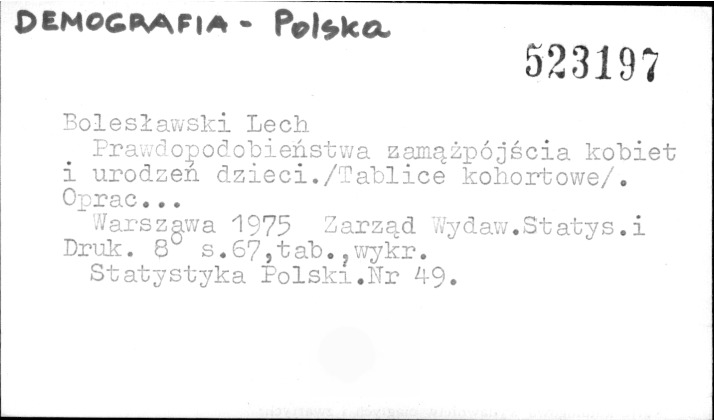 DEMOGRAFIA - Polska
523197
Bolesławski Lech
Prawdopodobieństwa zamążpójścia kobiet
i urodzeń dzieci./Tablice kohortowe/.
Oprac...
Warszawa 1975 Zarząd Wydaw.Statys.i
Druk. 8° s.67,tab.,wykr.
Statystyka Polski.Nr 49.